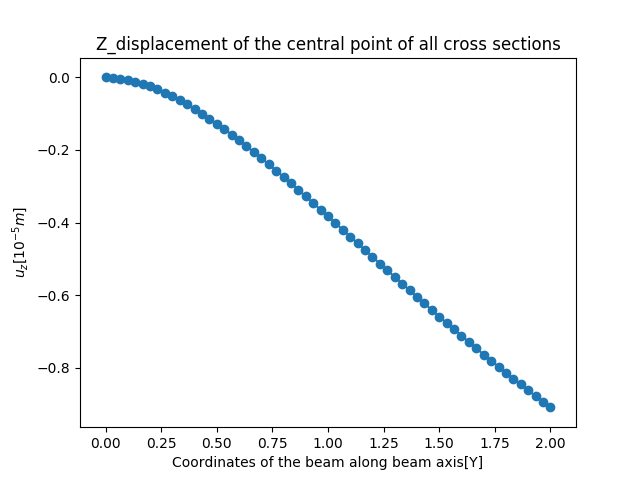 Z_displacement of the central point of all cross sections
0.0
−0.2
−0.4
−0.6
−0.8
u_z[10^{-5}m]
0.00 0.25 0.50 0.75 1.00 1.25 1.50 1.75 2.00
Coordinates of the beam along beam axis[Y]